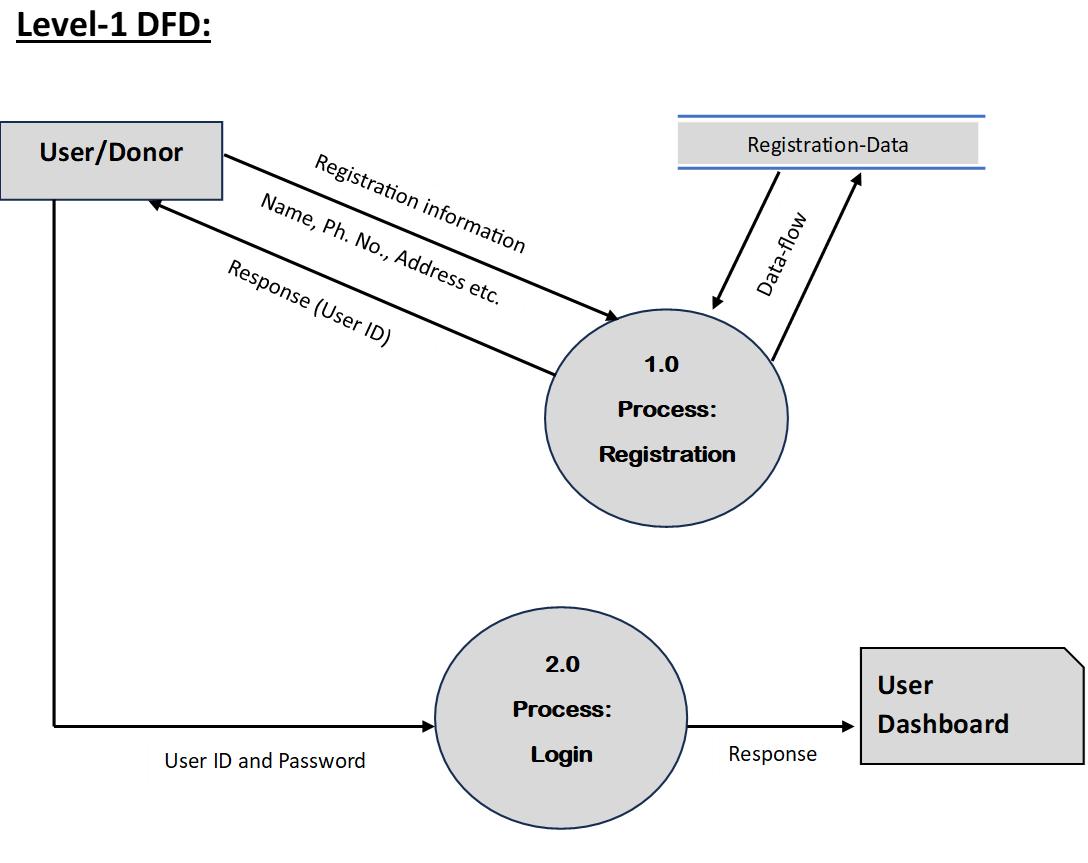 Level-1 DFD:
User/Donor
Registration-Data
Registration information
Name, Ph. No., Address etc.
Response (User ID)
Data-flow
1.0
Process:
Registration
2.0
Process:
Login
User ID and Password
Response
User
Dashboard